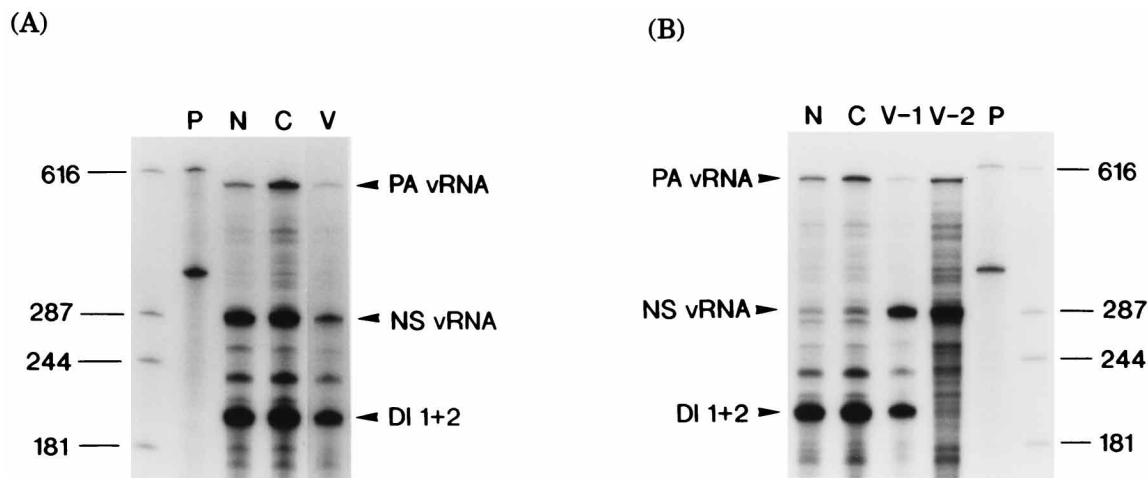 (A)
(B)
P N C V
616
PA vRNA
287
NS vRNA
244
DI 1+2
181
N C V-1 V-2 P
PA vRNA
616
NS vRNA
287
244
DI 1+2
181